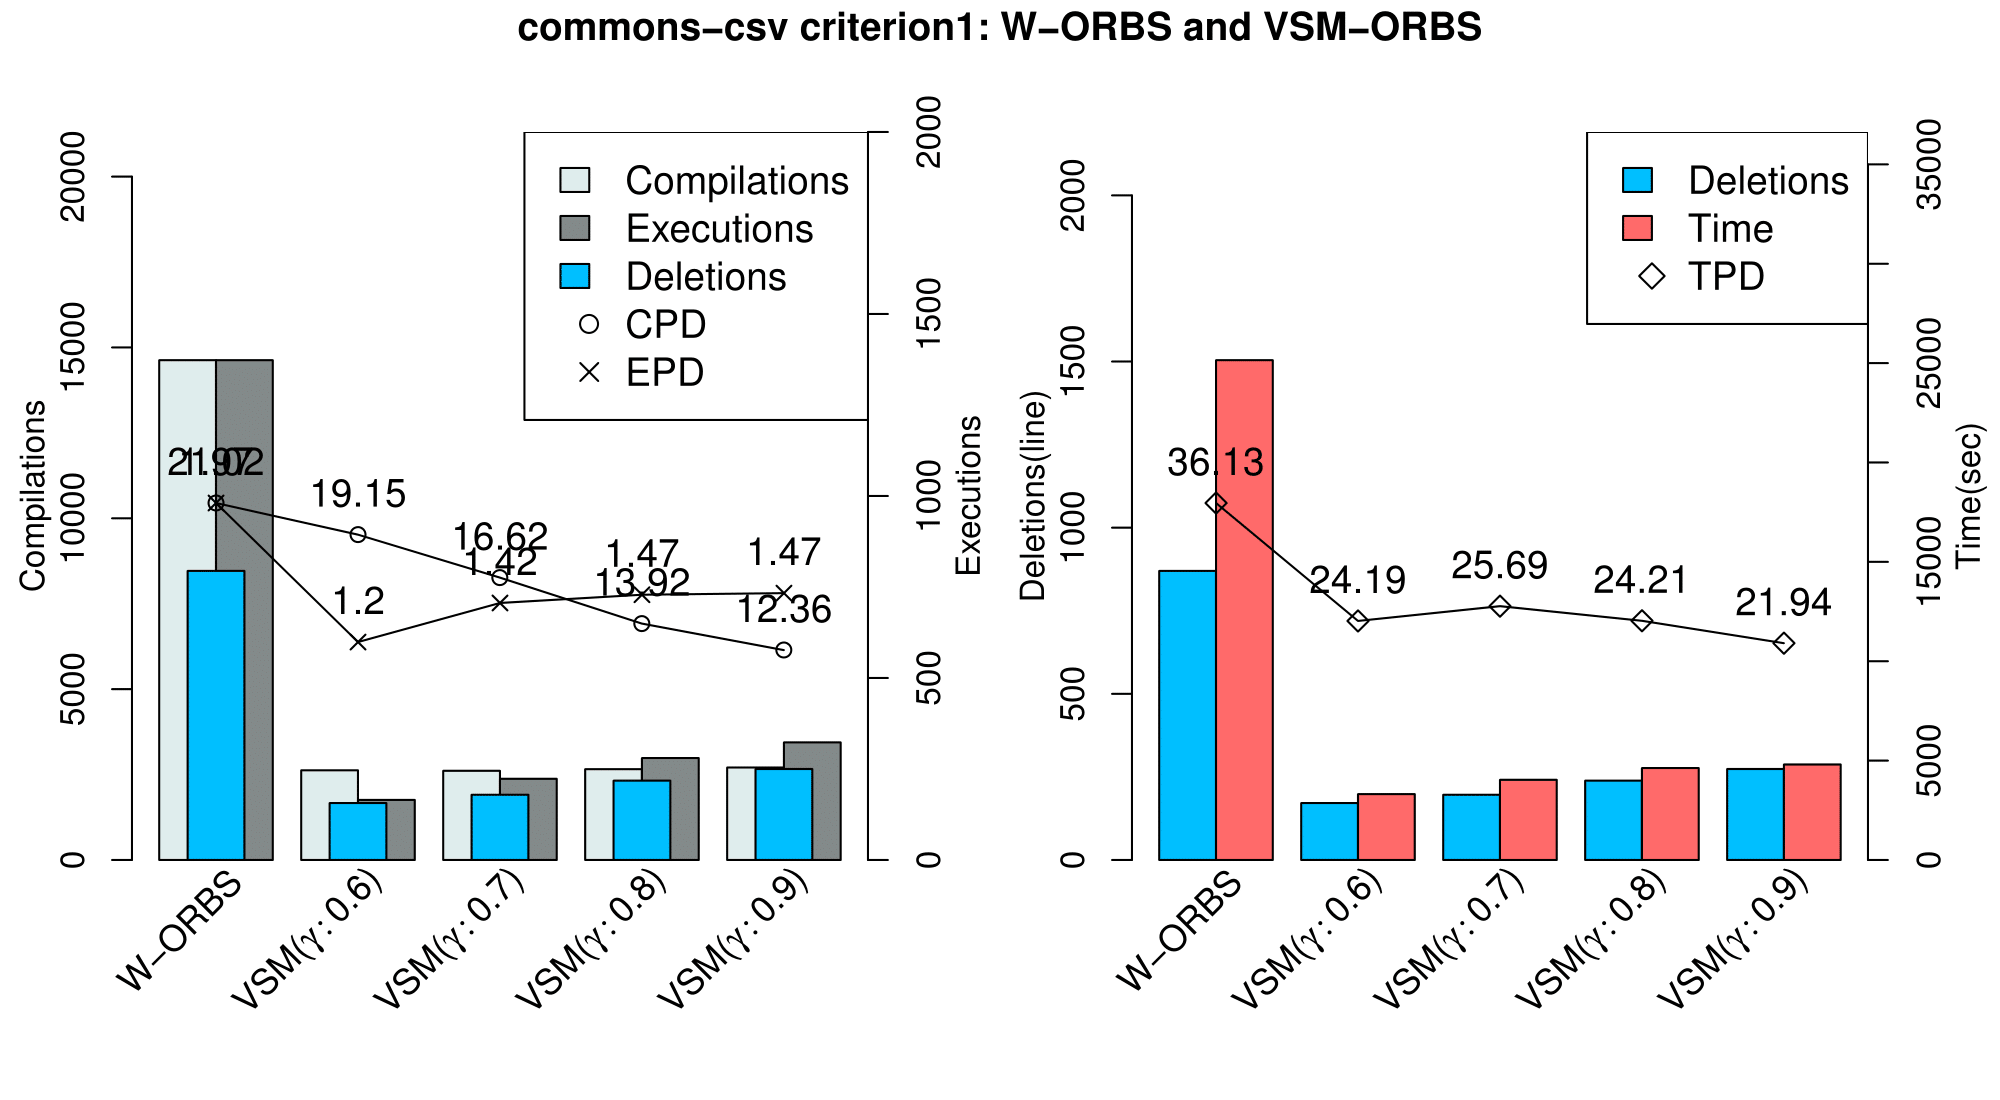 commons−csv criterion1: W−ORBS and VSM−ORBS
Compilations
0
5000
10000
15000
20000
Compilations
Executions
Deletions
CPD
EPD
19.15
16.62
13.92
12.36
1.2
1.42
1.47
1.47
0
500
1000
1500
2000
Executions
W−ORBS
VSM(γ: 0.6)
VSM(γ: 0.7)
VSM(γ: 0.8)
VSM(γ: 0.9)
Deletions(line)
0
500
1000
1500
2000
Deletions
Time
TPD
36.13
24.19
25.69
24.21
21.94
0
5000
15000
25000
35000
Time(sec)
W−ORBS
VSM(γ: 0.6)
VSM(γ: 0.7)
VSM(γ: 0.8)
VSM(γ: 0.9)